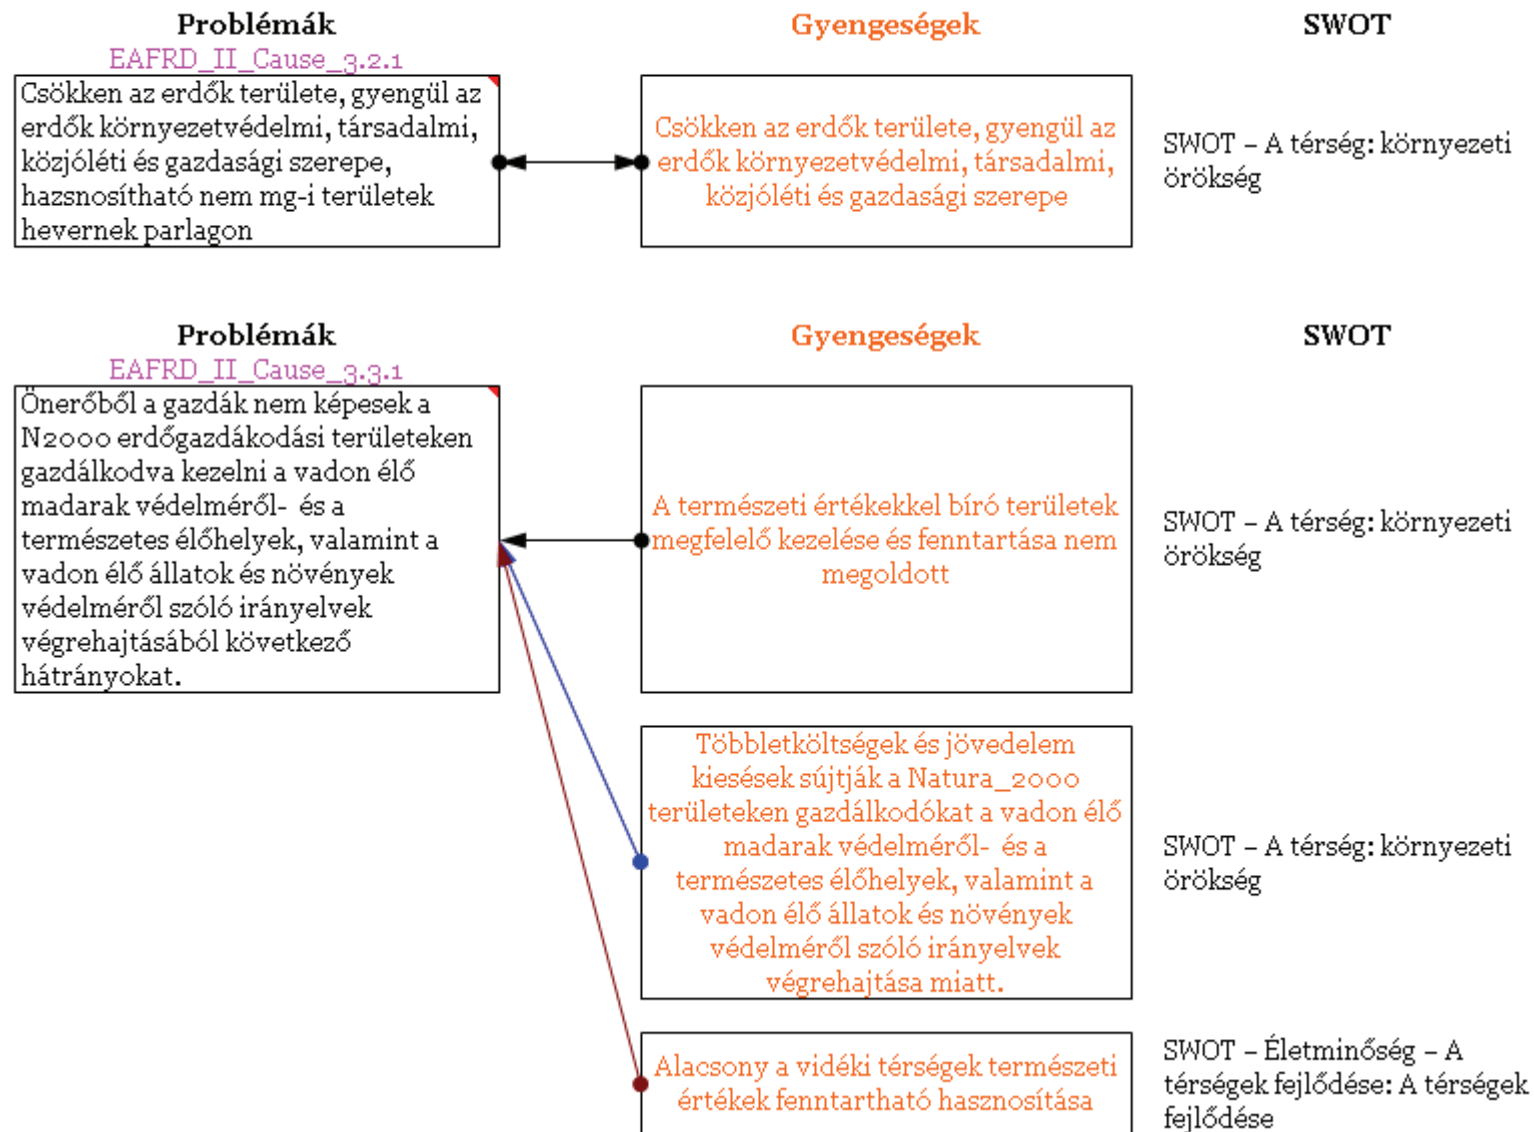 Problémák
EAFRD_II_Cause_3.2.1
Csökken az erdők területe, gyengül az
erdők környezetvédelmi, társadalmi,
közjóléti és gazdasági szerepe,
hazsnosítható nem mg-i területek
hevernek parlagon
Gyengeségek
Csökken az erdők területe, gyengül az
erdők környezetvédelmi, társadalmi,
közjóléti és gazdasági szerepe
SWOT
SWOT – A térség: környezeti
örökség
Problémák
EAFRD_II_Cause_3.3.1
Önerőből a gazdák nem képesek a
N2000 erdőgazdákodási területeken
gazdálkodva kezelni a vadon élő
madarak védelméről- és a
természetes élőhelyek, valamint a
vadon élő állatok és növények
védelméről szóló irányelvek
végrehajtásából következő
hátrányokat.
Gyengeségek
A természeti értékekkel bíró területek
megfelelő kezelése és fenntartása nem
megoldott
SWOT
SWOT – A térség: környezeti
örökség
Többletköltségek és jövedelem
kiesések sújtják a Natura_2000
területeken gazdálkodókat a vadon élő
madarak védelméről- és a
természetes élőhelyek, valamint a
vadon élő állatok és növények
védelméről szóló irányelvek
végrehajtása miatt.
SWOT – A térség: környezeti
örökség
Alacsony a vidéki térségek természeti
értékek fenntartható hasznosítása
SWOT – Életminőség – A
térségek fejlődése: A térségek
fejlődése